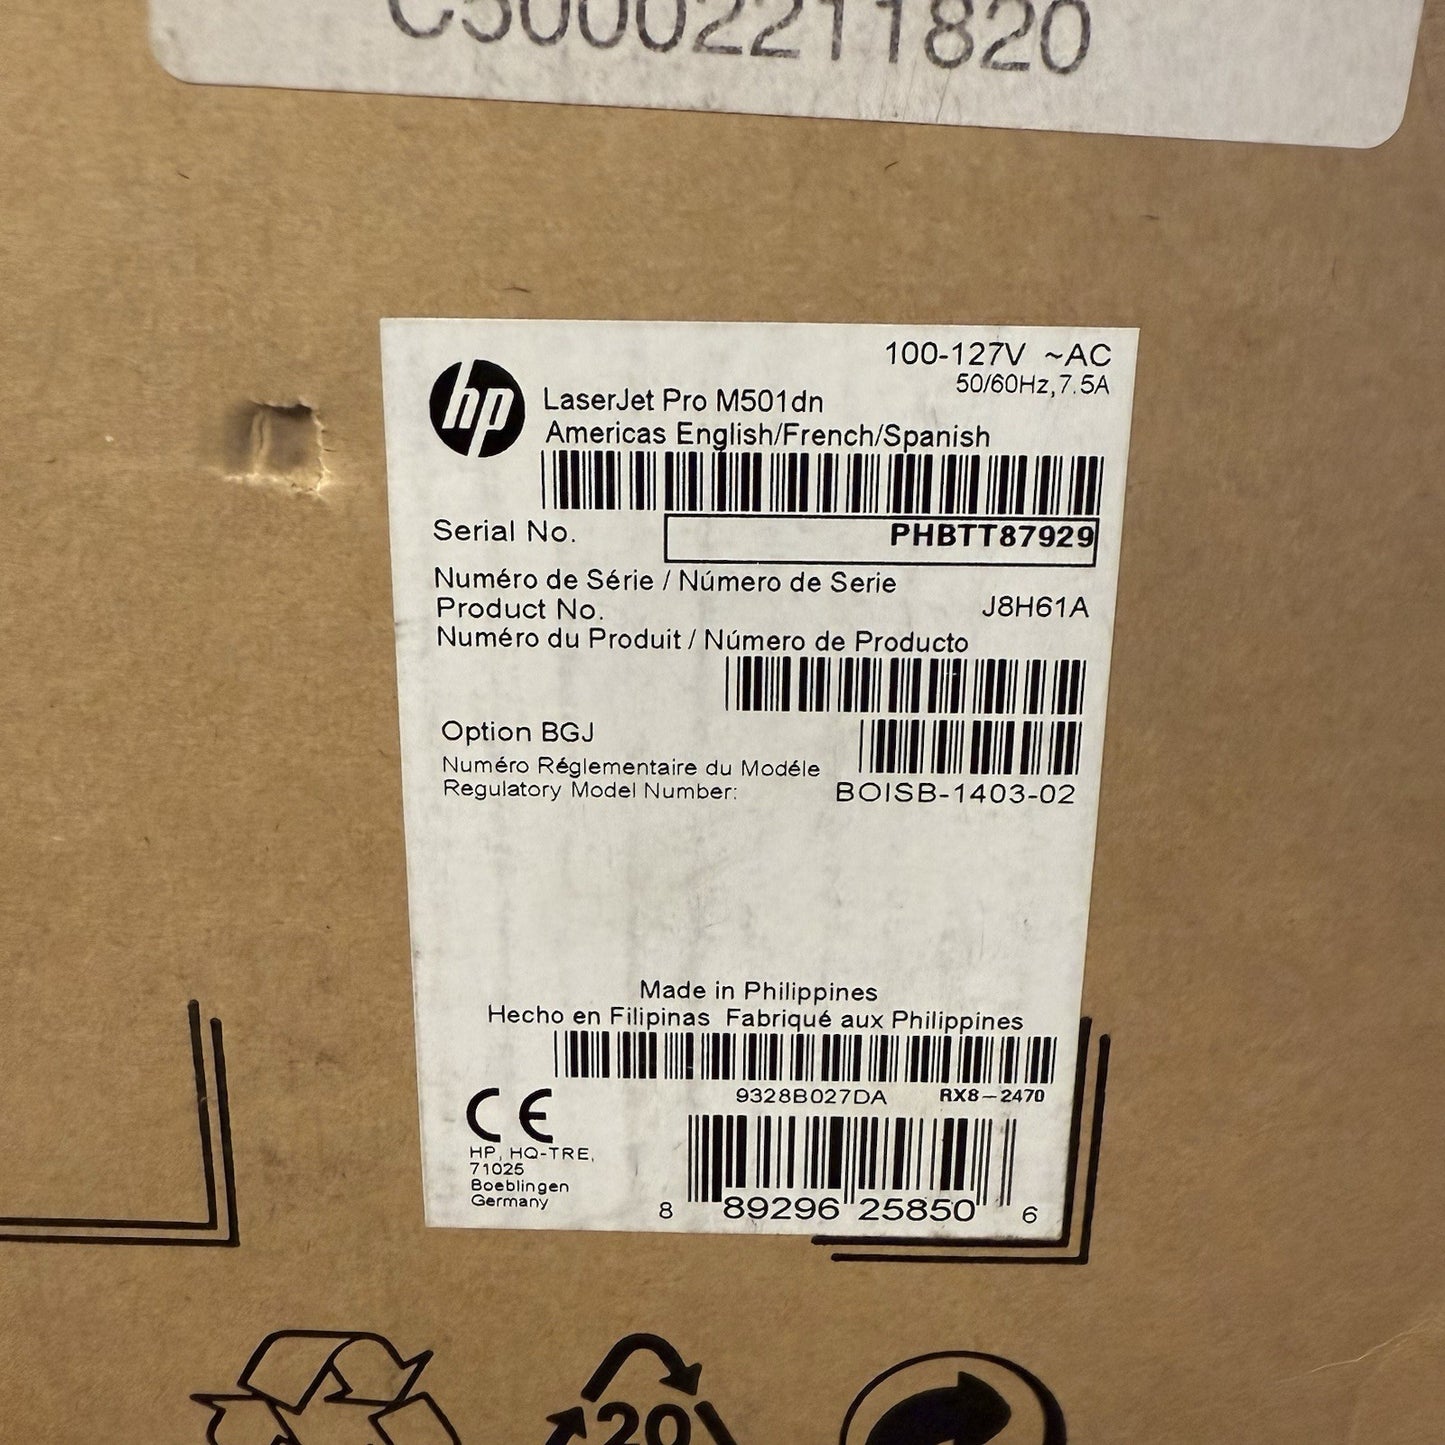 C50002211820
hp
100-127V ~AC
50/60Hz,7.5A
LaserJet Pro M501dn
Americas English/French/Spanish
Serial No. PHBTT87929
Numéro de Série / Número de Serie
Product No. J8H61A
Numéro du Produit / Número de Producto
Option BGJ
Numéro Réglementaire du Modéle
Regulatory Model Number: BOISB-1403-02
Made in Philippines
Hecho en Filipinas Fabriqué aux Philippines
9328B027DA RX8-2470
CE
HP, HQ-TRE,
71025
Boeblingen
Germany
8 89296 25850 6
20